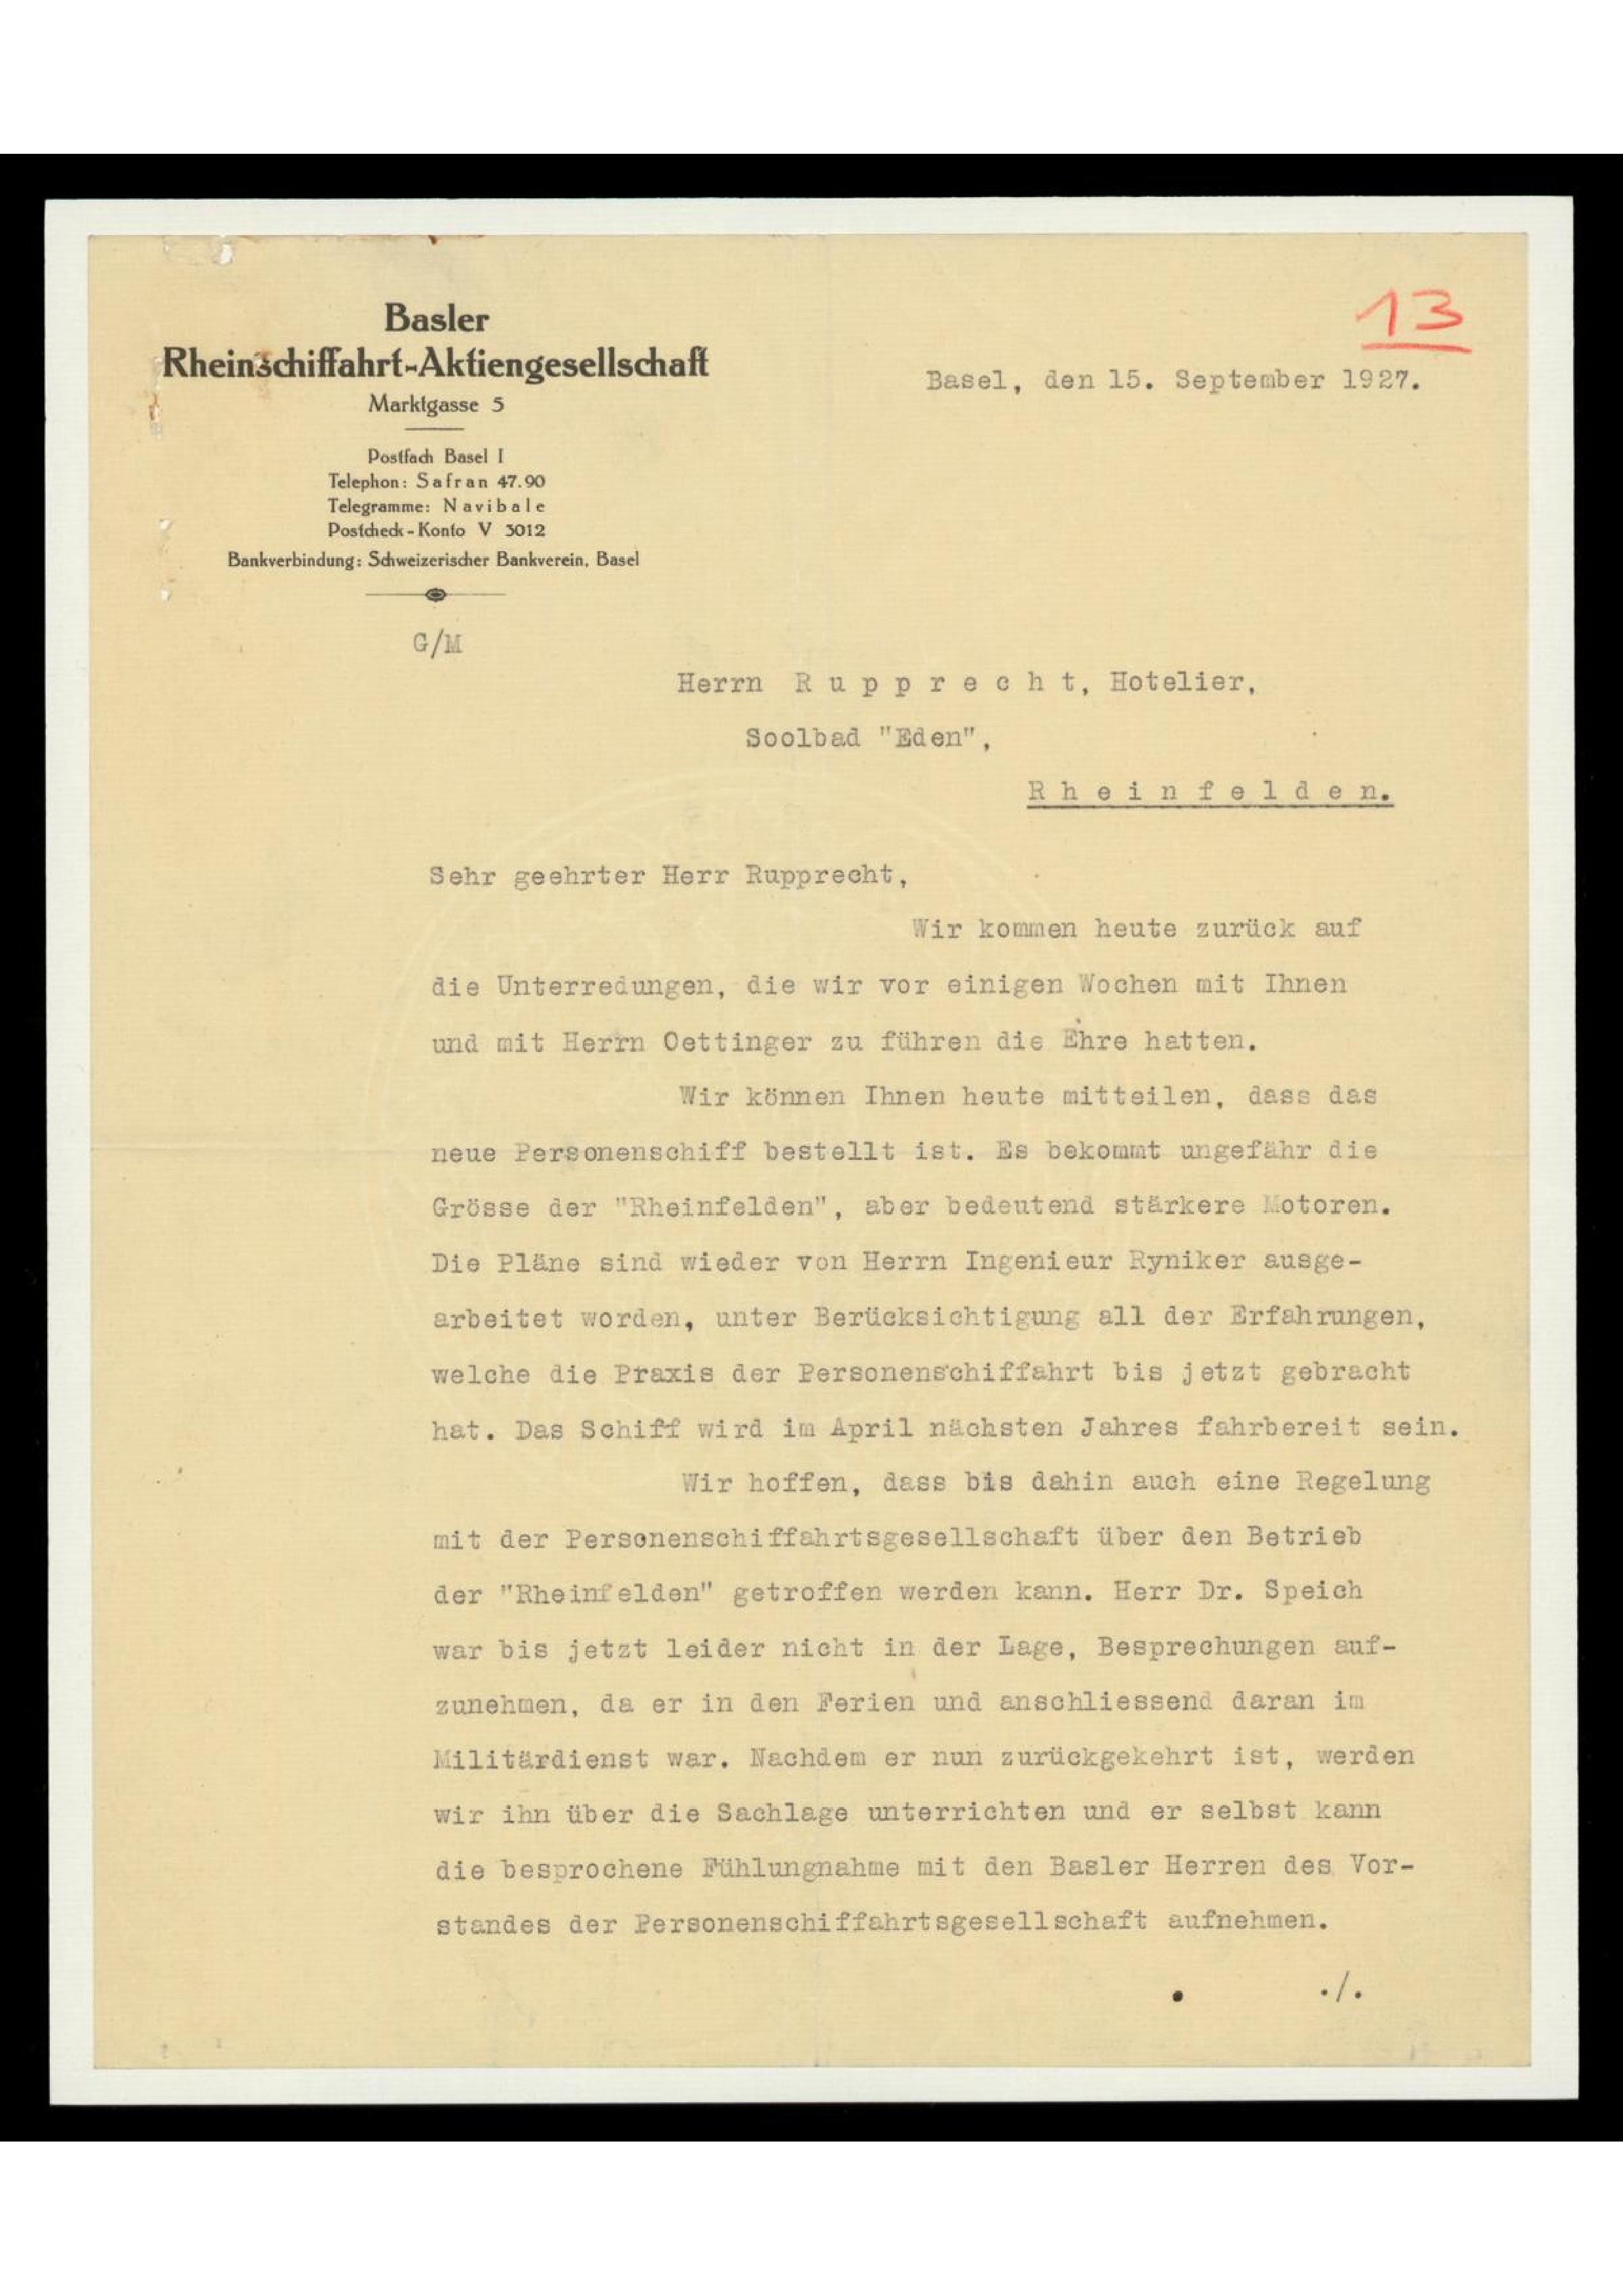 Basler
Rheinschiffahrt-Aktiengesellschaft
Marktgasse 5
Postfach Basel I
Telephon: Safran 47.90
Telegramme: Navibale
Postcheck-Konto V 3012
Bankverbindung: Schweizerischer Bankverein, Basel
13
Basel, den 15. September 1927.
G/M
Herrn R u p p r e c h t, Hotelier,
Soolbad "Eden",
R h e i n f e l d e n.
Sehr geehrter Herr Rupprecht,
Wir kommen heute zurück auf
die Unterredungen, die wir vor einigen Wochen mit Ihnen
und mit Herrn Oettinger zu führen die Ehre hatten.
Wir können Ihnen heute mitteilen, dass das
neue Personenschiff bestellt ist. Es bekommt ungefähr die
Grösse der "Rheinfelden", aber bedeutend stärkere Motoren.
Die Pläne sind wieder von Herrn Ingenieur Ryniker ausge-
arbeitet worden, unter Berücksichtigung all der Erfahrungen,
welche die Praxis der Personenschiffahrt bis jetzt gebracht
hat. Das Schiff wird im April nächsten Jahres fahrbereit sein.
Wir hoffen, dass bis dahin auch eine Regelung
mit der Personenschiffahrtsgesellschaft über den Betrieb
der "Rheinfelden" getroffen werden kann. Herr Dr. Speich
war bis jetzt leider nicht in der Lage, Besprechungen auf-
zunehmen, da er in den Ferien und anschliessend daran im
Militärdienst war. Nachdem er nun zurückgekehrt ist, werden
wir ihn über die Sachlage unterrichten und er selbst kann
die besprochene Fühlungnahme mit den Basler Herren des Vor-
standes der Personenschiffahrtsgesellschaft aufnehmen.
./.